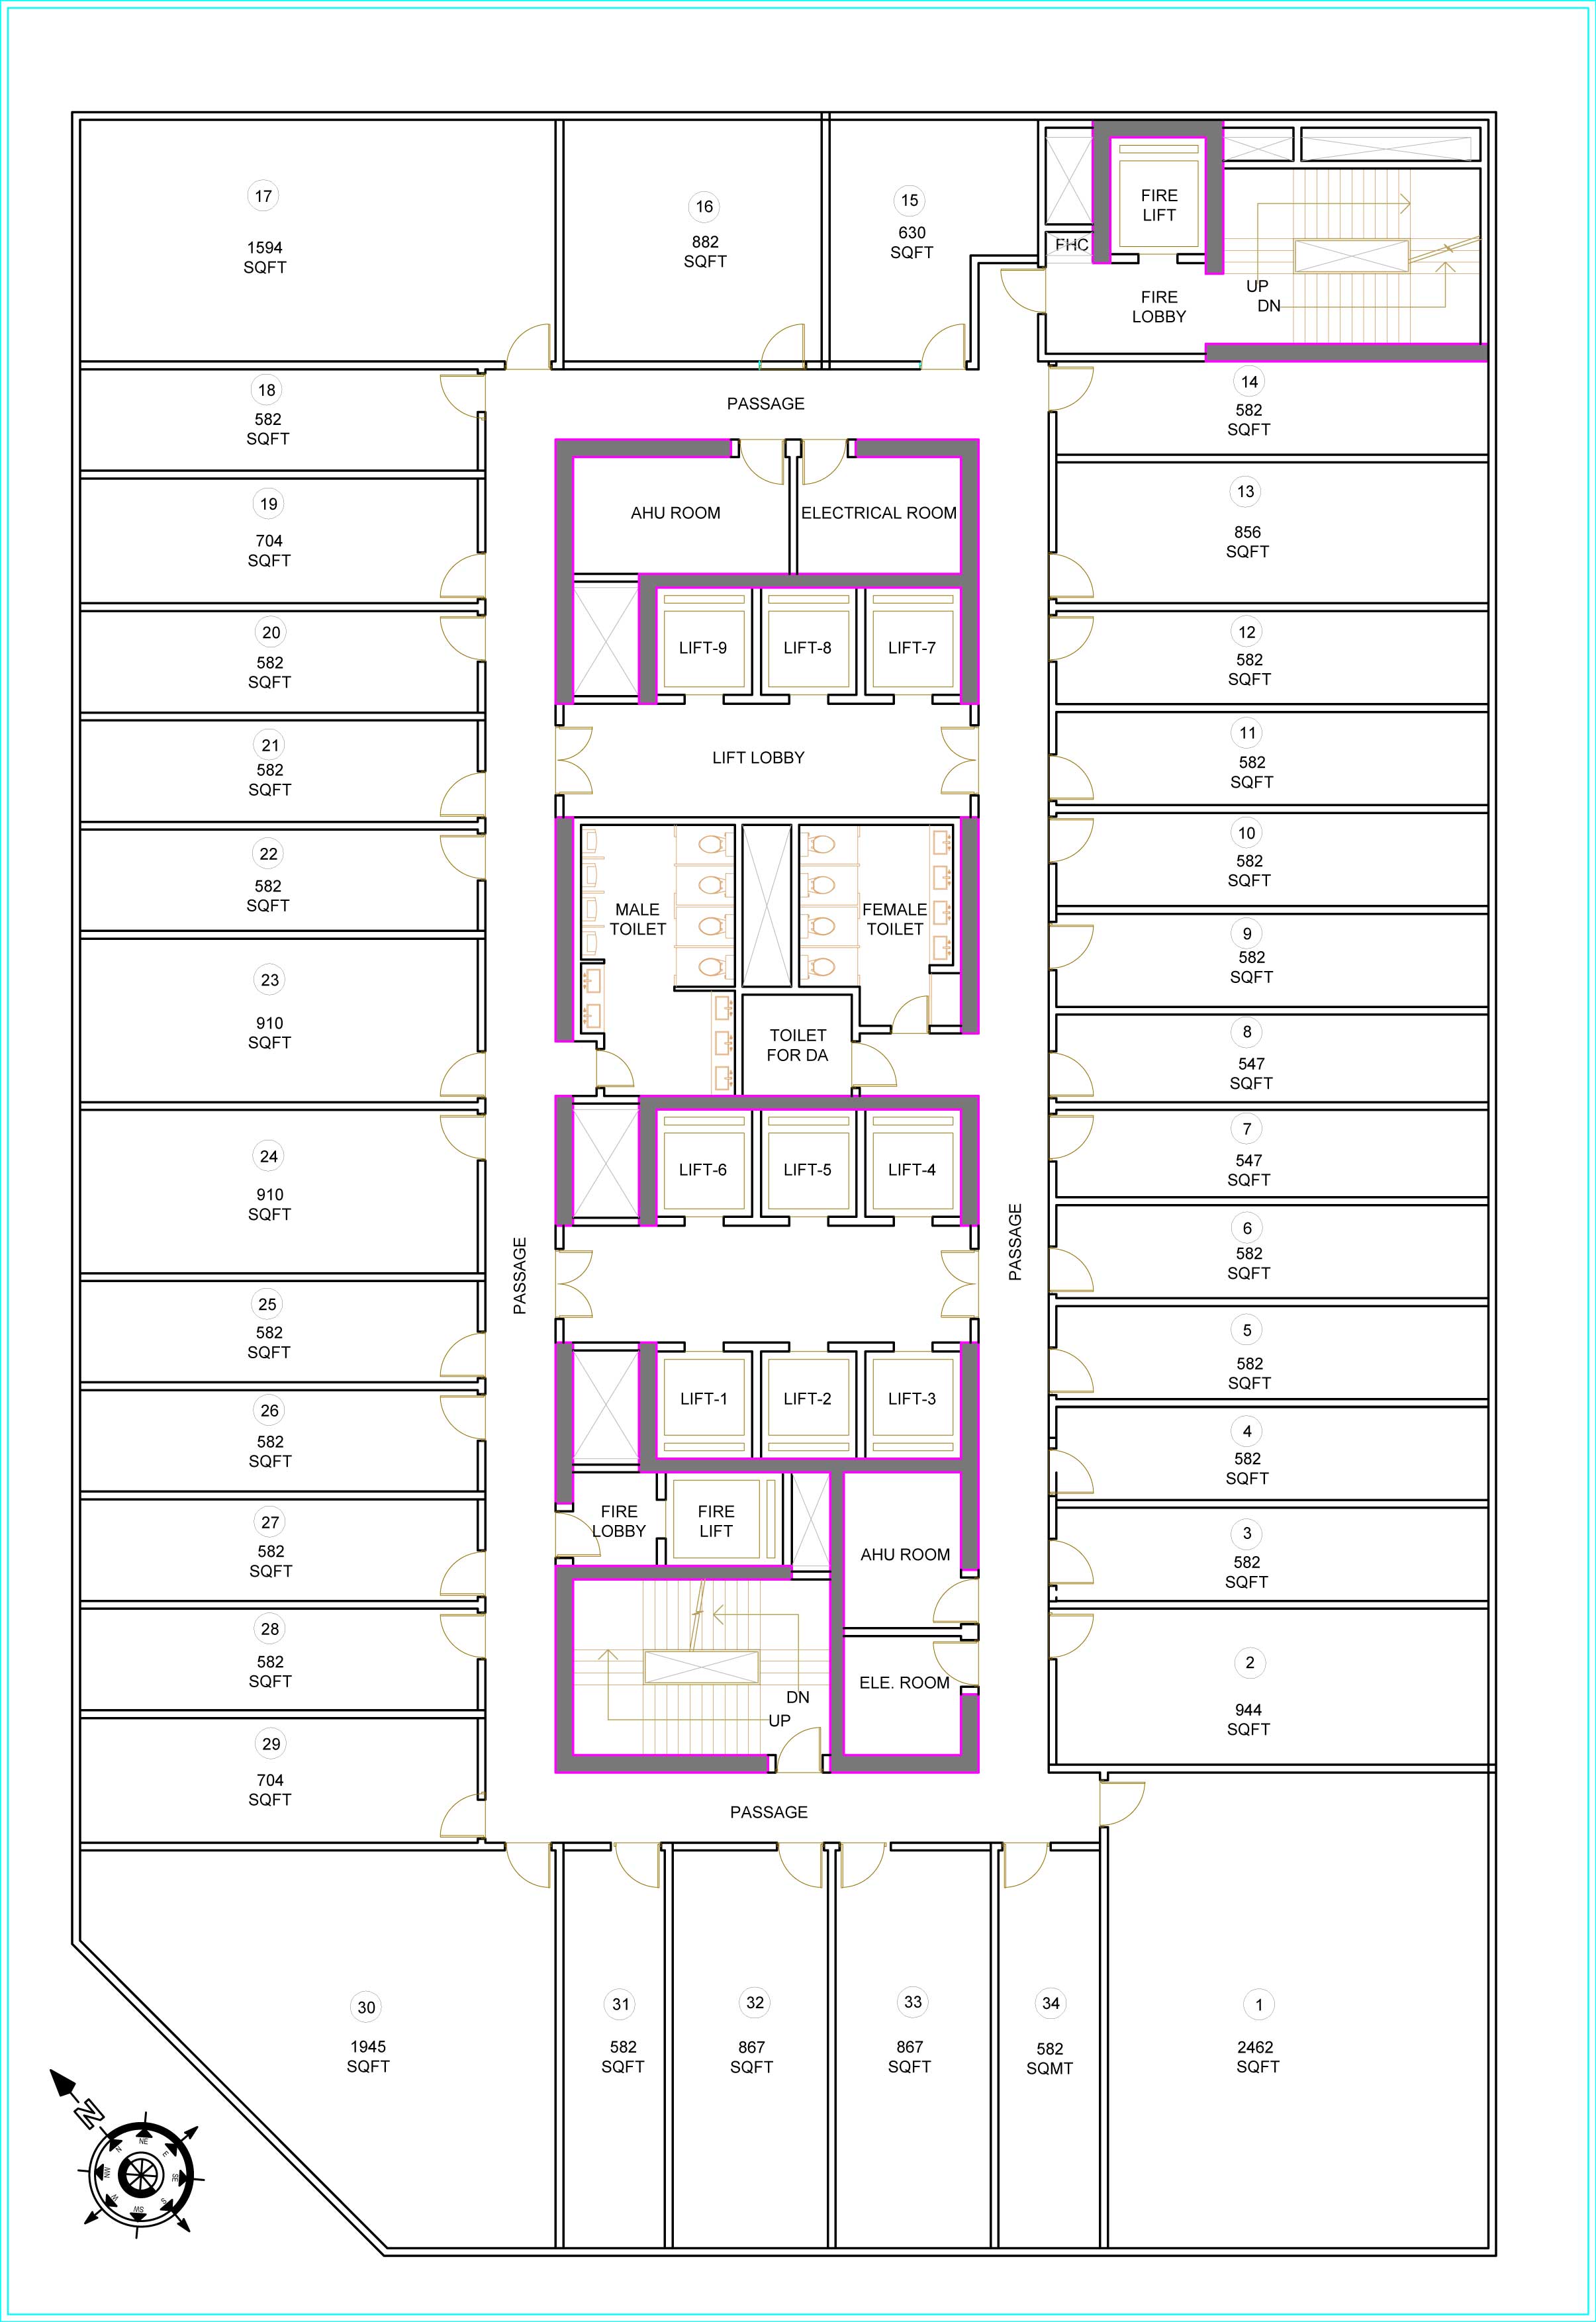 17
1594
SQFT
16
882
SQFT
15
630
SQFT
FHC
FIRE
LIFT
FIRE
LOBBY
UP
DN
PASSAGE
18
582
SQFT
14
582
SQFT
19
704
SQFT
AHU ROOM
ELECTRICAL ROOM
13
856
SQFT
20
582
SQFT
LIFT-9
LIFT-8
LIFT-7
12
582
SQFT
21
582
SQFT
LIFT LOBBY
11
582
SQFT
22
582
SQFT
MALE
TOILET
FEMALE
TOILET
10
582
SQFT
9
582
SQFT
23
910
SQFT
TOILET
FOR DA
8
547
SQFT
24
910
SQFT
LIFT-6
LIFT-5
LIFT-4
7
547
SQFT
PASSAGE
PASSAGE
6
582
SQFT
25
582
SQFT
5
582
SQFT
26
582
SQFT
LIFT-1
LIFT-2
LIFT-3
4
582
SQFT
27
582
SQFT
FIRE
LOBBY
FIRE
LIFT
AHU ROOM
3
582
SQFT
28
582
SQFT
DN
UP
ELE. ROOM
2
944
SQFT
29
704
SQFT
PASSAGE
30
1945
SQFT
31
582
SQFT
32
867
SQFT
33
867
SQFT
34
582
SQMT
1
2462
SQFT
N
N
NE
E
SE
S
SW
W
NW